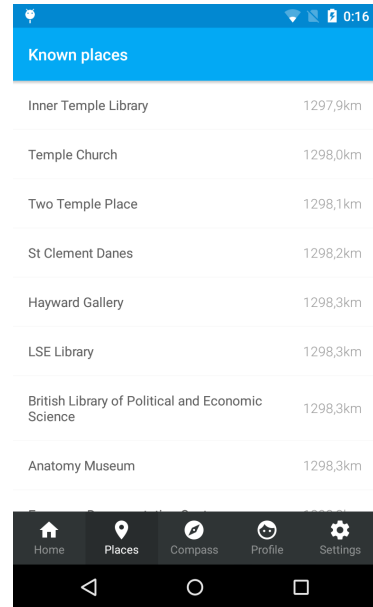 0:16
Known places
Inner Temple Library 1297,9km
Temple Church 1298,0km
Two Temple Place 1298,1km
St Clement Danes 1298,2km
Hayward Gallery 1298,3km
LSE Library 1298,3km
British Library of Political and Economic
Science 1298,3km
Anatomy Museum 1298,3km
Home Places Compass Profile Settings